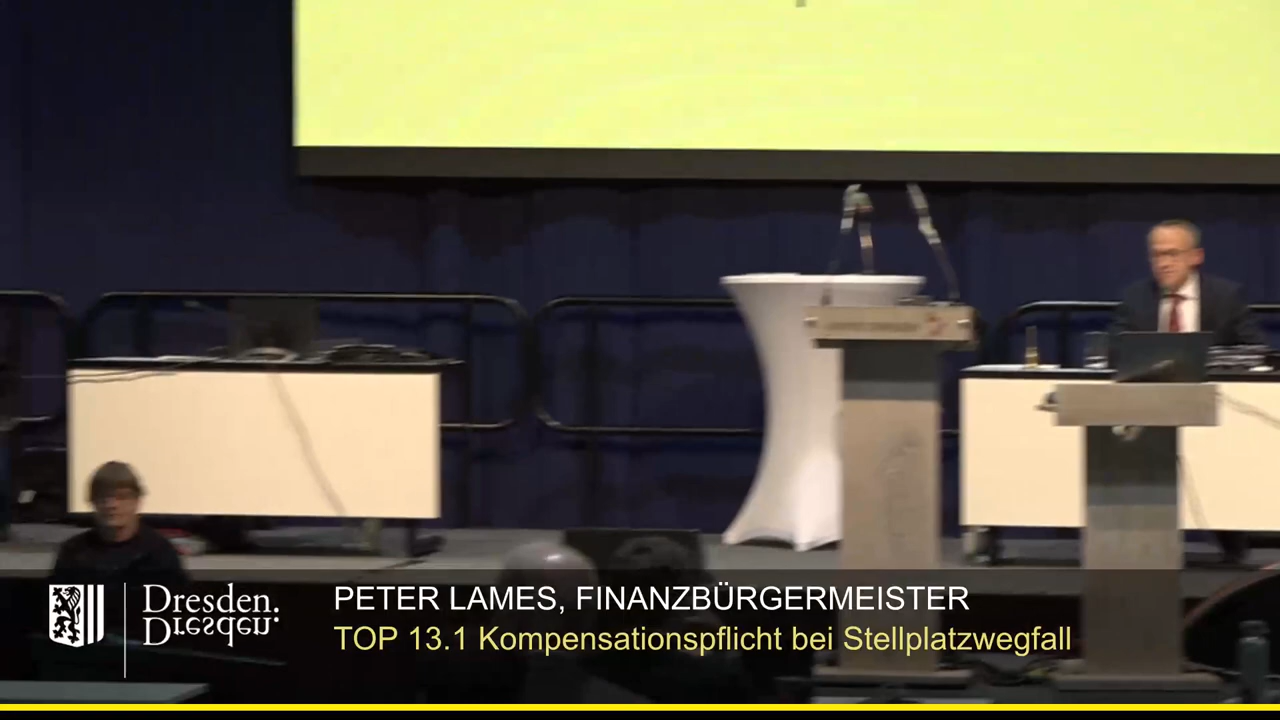 Dresden.
Dresden.
PETER LAMES, FINANZBÜRGERMEISTER
TOP 13.1 Kompensationspflicht bei Stellplatzwegfall